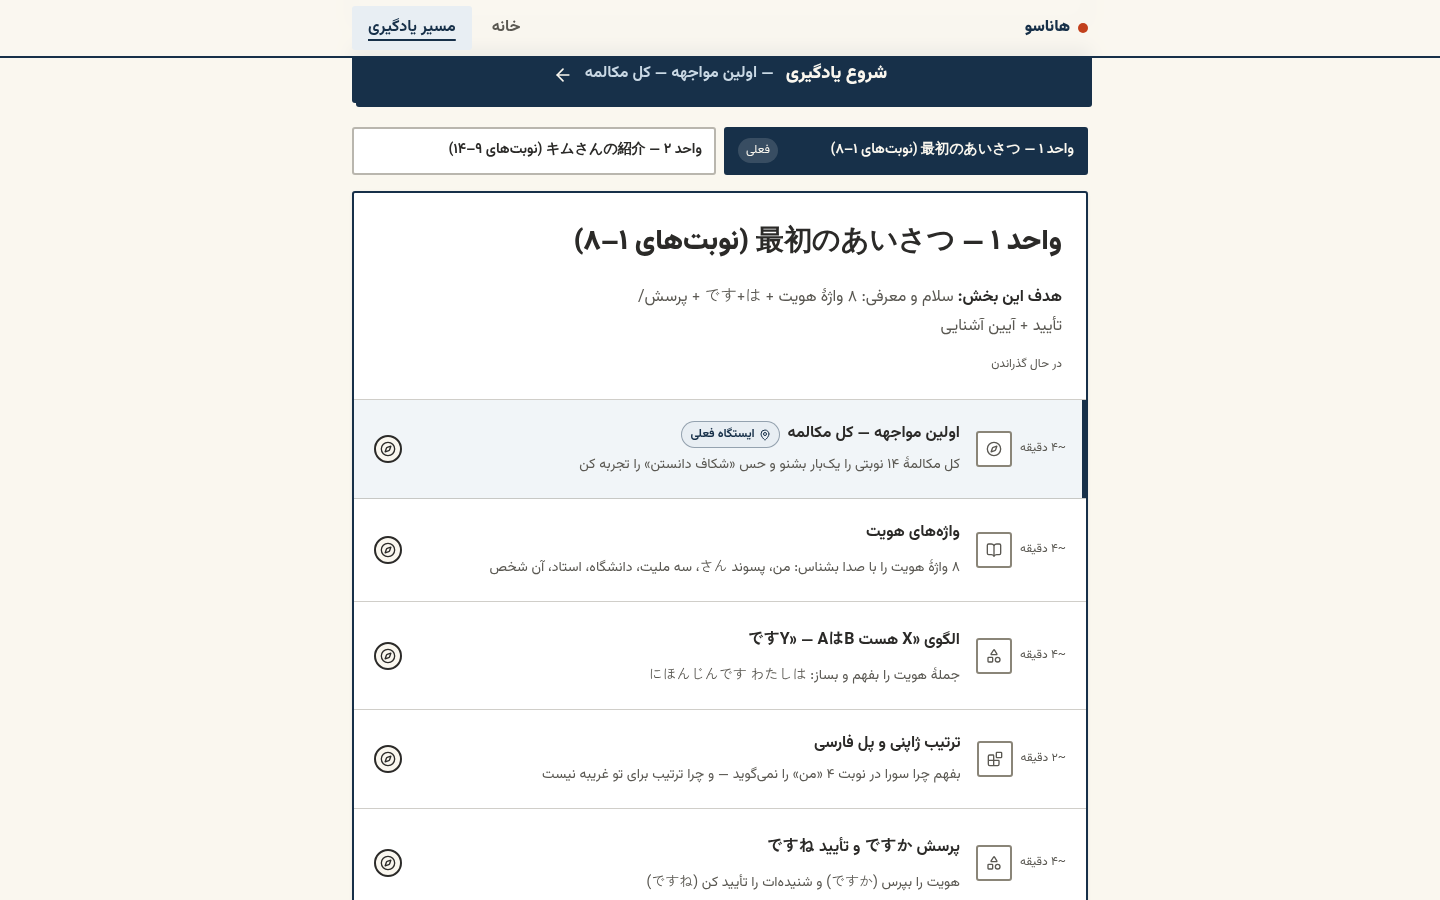 هاناسو
خانه
مسیر یادگیری
شروع یادگیری — اولین مواجهه — کل مکالمه
واحد ۱ — 最初のあいさつ (نوبت‌های ۱–۸)
فعلی
واحد ۲ — キムさんの紹介 (نوبت‌های ۹–۱۴)
واحد ۱ — 最初のあいさつ (نوبت‌های ۱–۸)
هدف این بخش: سلام و معرفی: ۸ واژهٔ هویت + は+です + پرسش/
تأیید + آیین آشنایی
در حال گذراندن
~۴ دقیقه
اولین مواجهه — کل مکالمه
ایستگاه فعلی
کل مکالمهٔ ۱۴ نوبتی را یک‌بار بشنو و حس «شکاف دانستن» را تجربه کن
~۴ دقیقه
واژه‌های هویت
۸ واژهٔ هویت را با صدا بشناس: من، پسوند さん، سه ملیت، دانشگاه، استاد، آن شخص
~۴ دقیقه
الگوی «X هست Y» — AはBです
جملهٔ هویت را بفهم و بساز: わたしは にほんじんです
~۲ دقیقه
ترتیب ژاپنی و پل فارسی
بفهم چرا سورا در نوبت ۴ «من» را نمی‌گوید — و چرا ترتیب برای تو غریبه نیست
~۴ دقیقه
پرسش ですか و تأیید ですね
هویت را بپرس (ですか) و شنیده‌ات را تأیید کن (ですね)